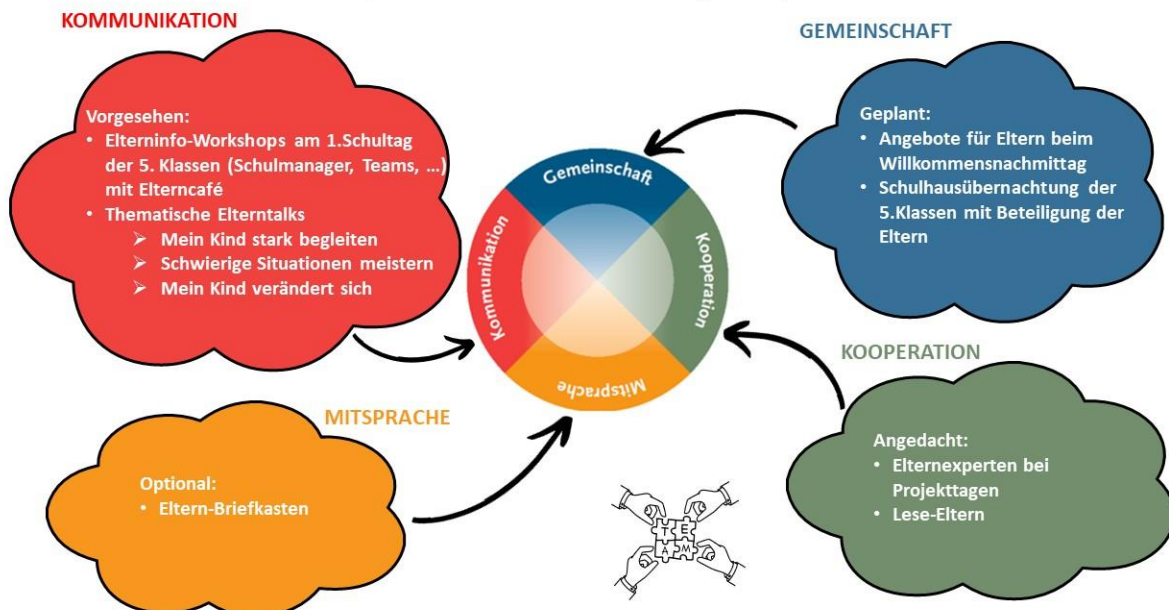 KOMMUNIKATION
Vorgesehen:
• Elterninfo-Workshops am 1.Schultag
der 5. Klassen (Schulmanager, Teams, …)
mit Elterncafé
• Thematische Elterntalks
➢ Mein Kind stark begleiten
➢ Schwierige Situationen meistern
➢ Mein Kind verändert sich
GEMEINSCHAFT
Geplant:
• Angebote für Eltern beim
Willkommensnachmittag
• Schulhausübernachtung der
5.Klassen mit Beteiligung der
Eltern
Gemeinschaft
Kommunikation
Kooperation
Mitsprache
MITSPRACHE
Optional:
• Eltern-Briefkasten
KOOPERATION
Angedacht:
• Elternexperten bei
Projekttagen
• Lese-Eltern
TE
AM